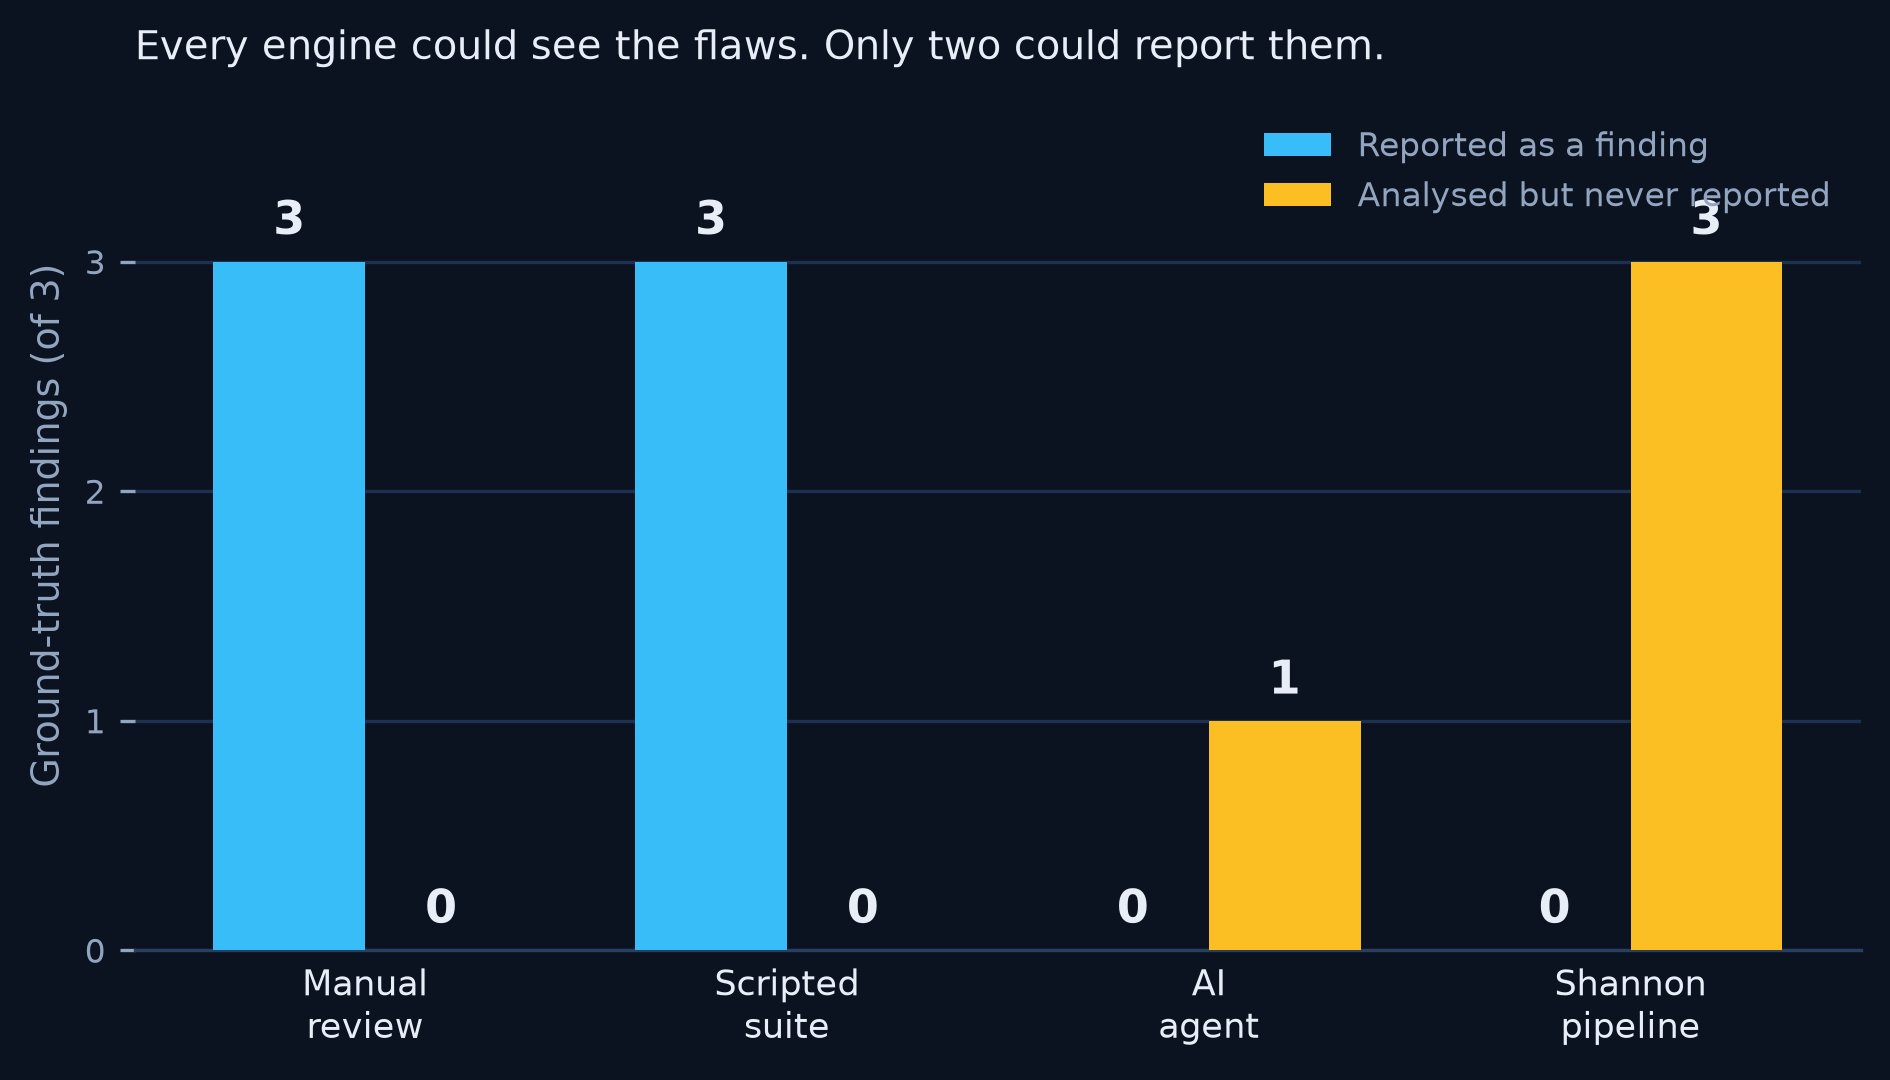 Every engine could see the flaws. Only two could report them.
Reported as a finding
Analysed but never reported
Ground-truth findings (of 3)
3
2
1
0
3
0
3
0
0
1
0
3
Manual
review
Scripted
suite
AI
agent
Shannon
pipeline